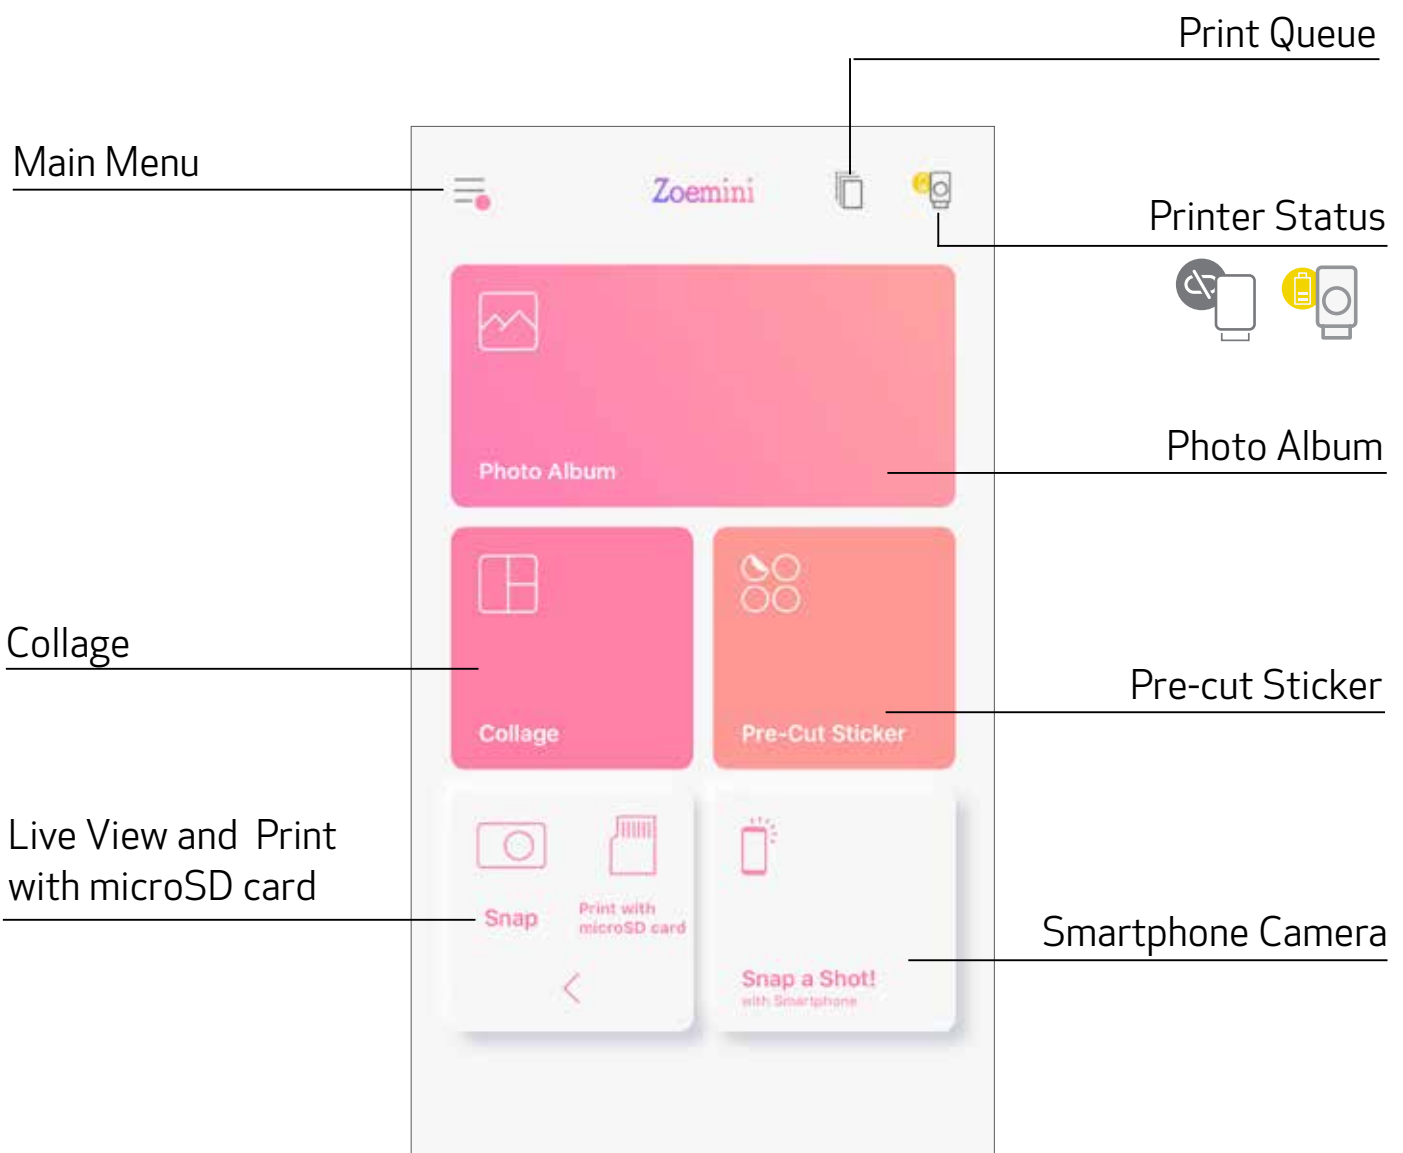 Print Queue
Main Menu
Zoemini
Printer Status
Photo Album
Photo Album
Collage
Pre-cut Sticker
Collage
Pre-Cut Sticker
Live View and Print
with microSD card
Snap
Print with
microSD card
Smartphone Camera
Snap a Shot!
with Smartphone